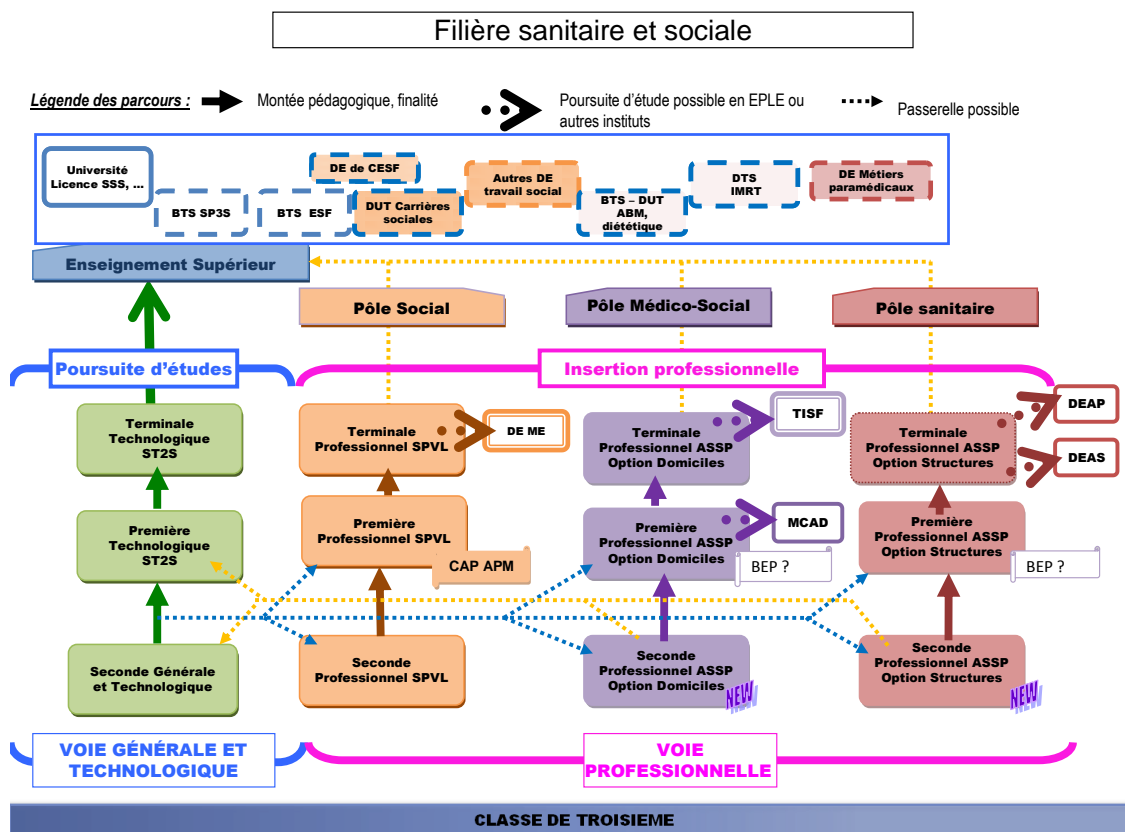 Filière sanitaire et sociale
Légende des parcours :
Montée pédagogique, finalité
Poursuite d'étude possible en EPLE ou
autres instituts
Passerelle possible
Université
Licence SSS, ...
BTS SP3S
BTS ESF
DE de CESF
DUT Carrières
sociales
Autres DE
travail social
BTS – DUT
ABM,
diététique
DTS
IMRT
DE Métiers
paramédicaux
Enseignement Supérieur
Pôle Social
Pôle Médico-Social
Pôle sanitaire
Poursuite d'études
Insertion professionnelle
Terminale
Technologique
ST2S
Terminale
Professionnel SPVL
DE ME
Terminale
Professionnel ASSP
Option Domiciles
TISF
Terminale
Professionnel ASSP
Option Structures
DEAP
DEAS
Première
Technologique
ST2S
Première
Professionnel SPVL
CAP APM
Première
Professionnel ASSP
Option Domiciles
MCAD
BEP ?
Première
Professionnel ASSP
Option Structures
BEP ?
Seconde Générale
et Technologique
Seconde
Professionnel SPVL
Seconde
Professionnel ASSP
Option Domiciles
NEW
Seconde
Professionnel ASSP
Option Structures
NEW
VOIE GÉNÉRALE ET
TECHNOLOGIQUE
VOIE
PROFESSIONNELLE
CLASSE DE TROISIEME